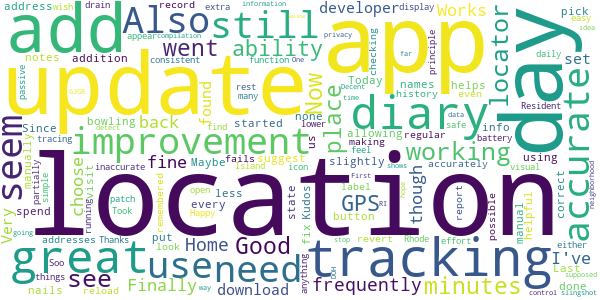 address wish drain record extra display information One
add Also still developer app day locator
compilation appear consistent function privacy review
notes addition went ability Works checking principle pick easy idea
passive Today far
update Now Decent names history daily set
rest many found time helps even
Since bowling back none started us lower place diary allowing regular info accurate
tracing detect find safe battery Resident
seem improvement making feel data working using
inaccurate fails Maybe slightly accurately
manually choose fine suggest label GPS though visual correct
partially Island icon RI First shows
Very simple visit location
running remembered open less state button report possible neighborhood
spend patch Happy every Kudos fix revert Rhode manual helpful
Took
great use need tracking I've
addresses Thanks put Home Good anything effort either Last
look
Soo things going Finally see download frequently minutes done
nails reload way OOH stop control slingshot supposed